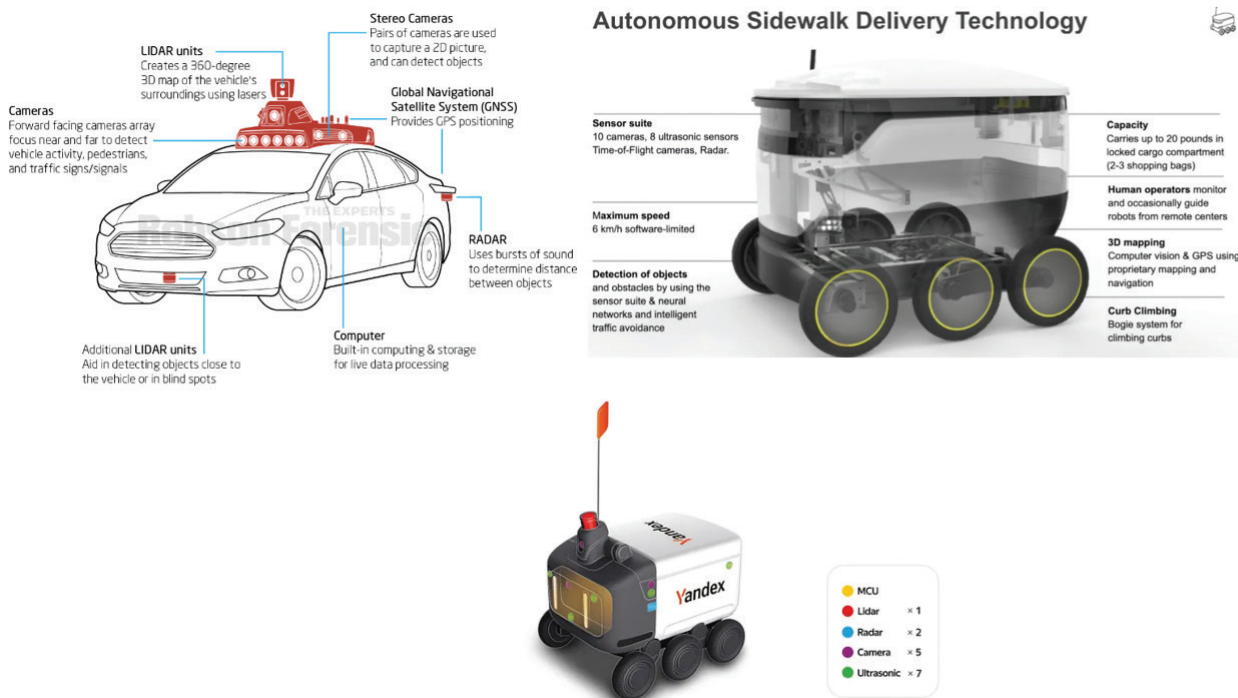 Stereo Cameras
Pairs of cameras are used
to capture a 2D picture,
and can detect objects
LIDAR units
Creates a 360-degree
3D map of the vehicle's
surroundings using lasers
Global Navigational
Satellite System (GNSS)
Provides GPS positioning
Cameras
Forward facing cameras array
focus near and far to detect
vehicle activity, pedestrians,
and traffic signs/signals
THE EXPERTS
Robson Forensic
RADAR
Uses bursts of sound
to determine distance
between objects
Computer
Built-in computing & storage
for live data processing
Additional LIDAR units
Aid in detecting objects close to
the vehicle or in blind spots
Autonomous Sidewalk Delivery Technology
Sensor suite
10 cameras, 8 ultrasonic sensors
Time-of-Flight cameras, Radar.
Maximum speed
6 km/h software-limited
Detection of objects
and obstacles by using the
sensor suite & neural
networks and intelligent
traffic avoidance
Capacity
Carries up to 20 pounds in
locked cargo compartment
(2-3 shopping bags)
Human operators monitor
and occasionally guide
robots from remote centers
3D mapping
Computer vision & GPS using
proprietary mapping and
navigation
Curb Climbing
Bogie system for
climbing curbs
Yandex
Yandex
MCU
Lidar × 1
Radar × 2
Camera × 5
Ultrasonic × 7